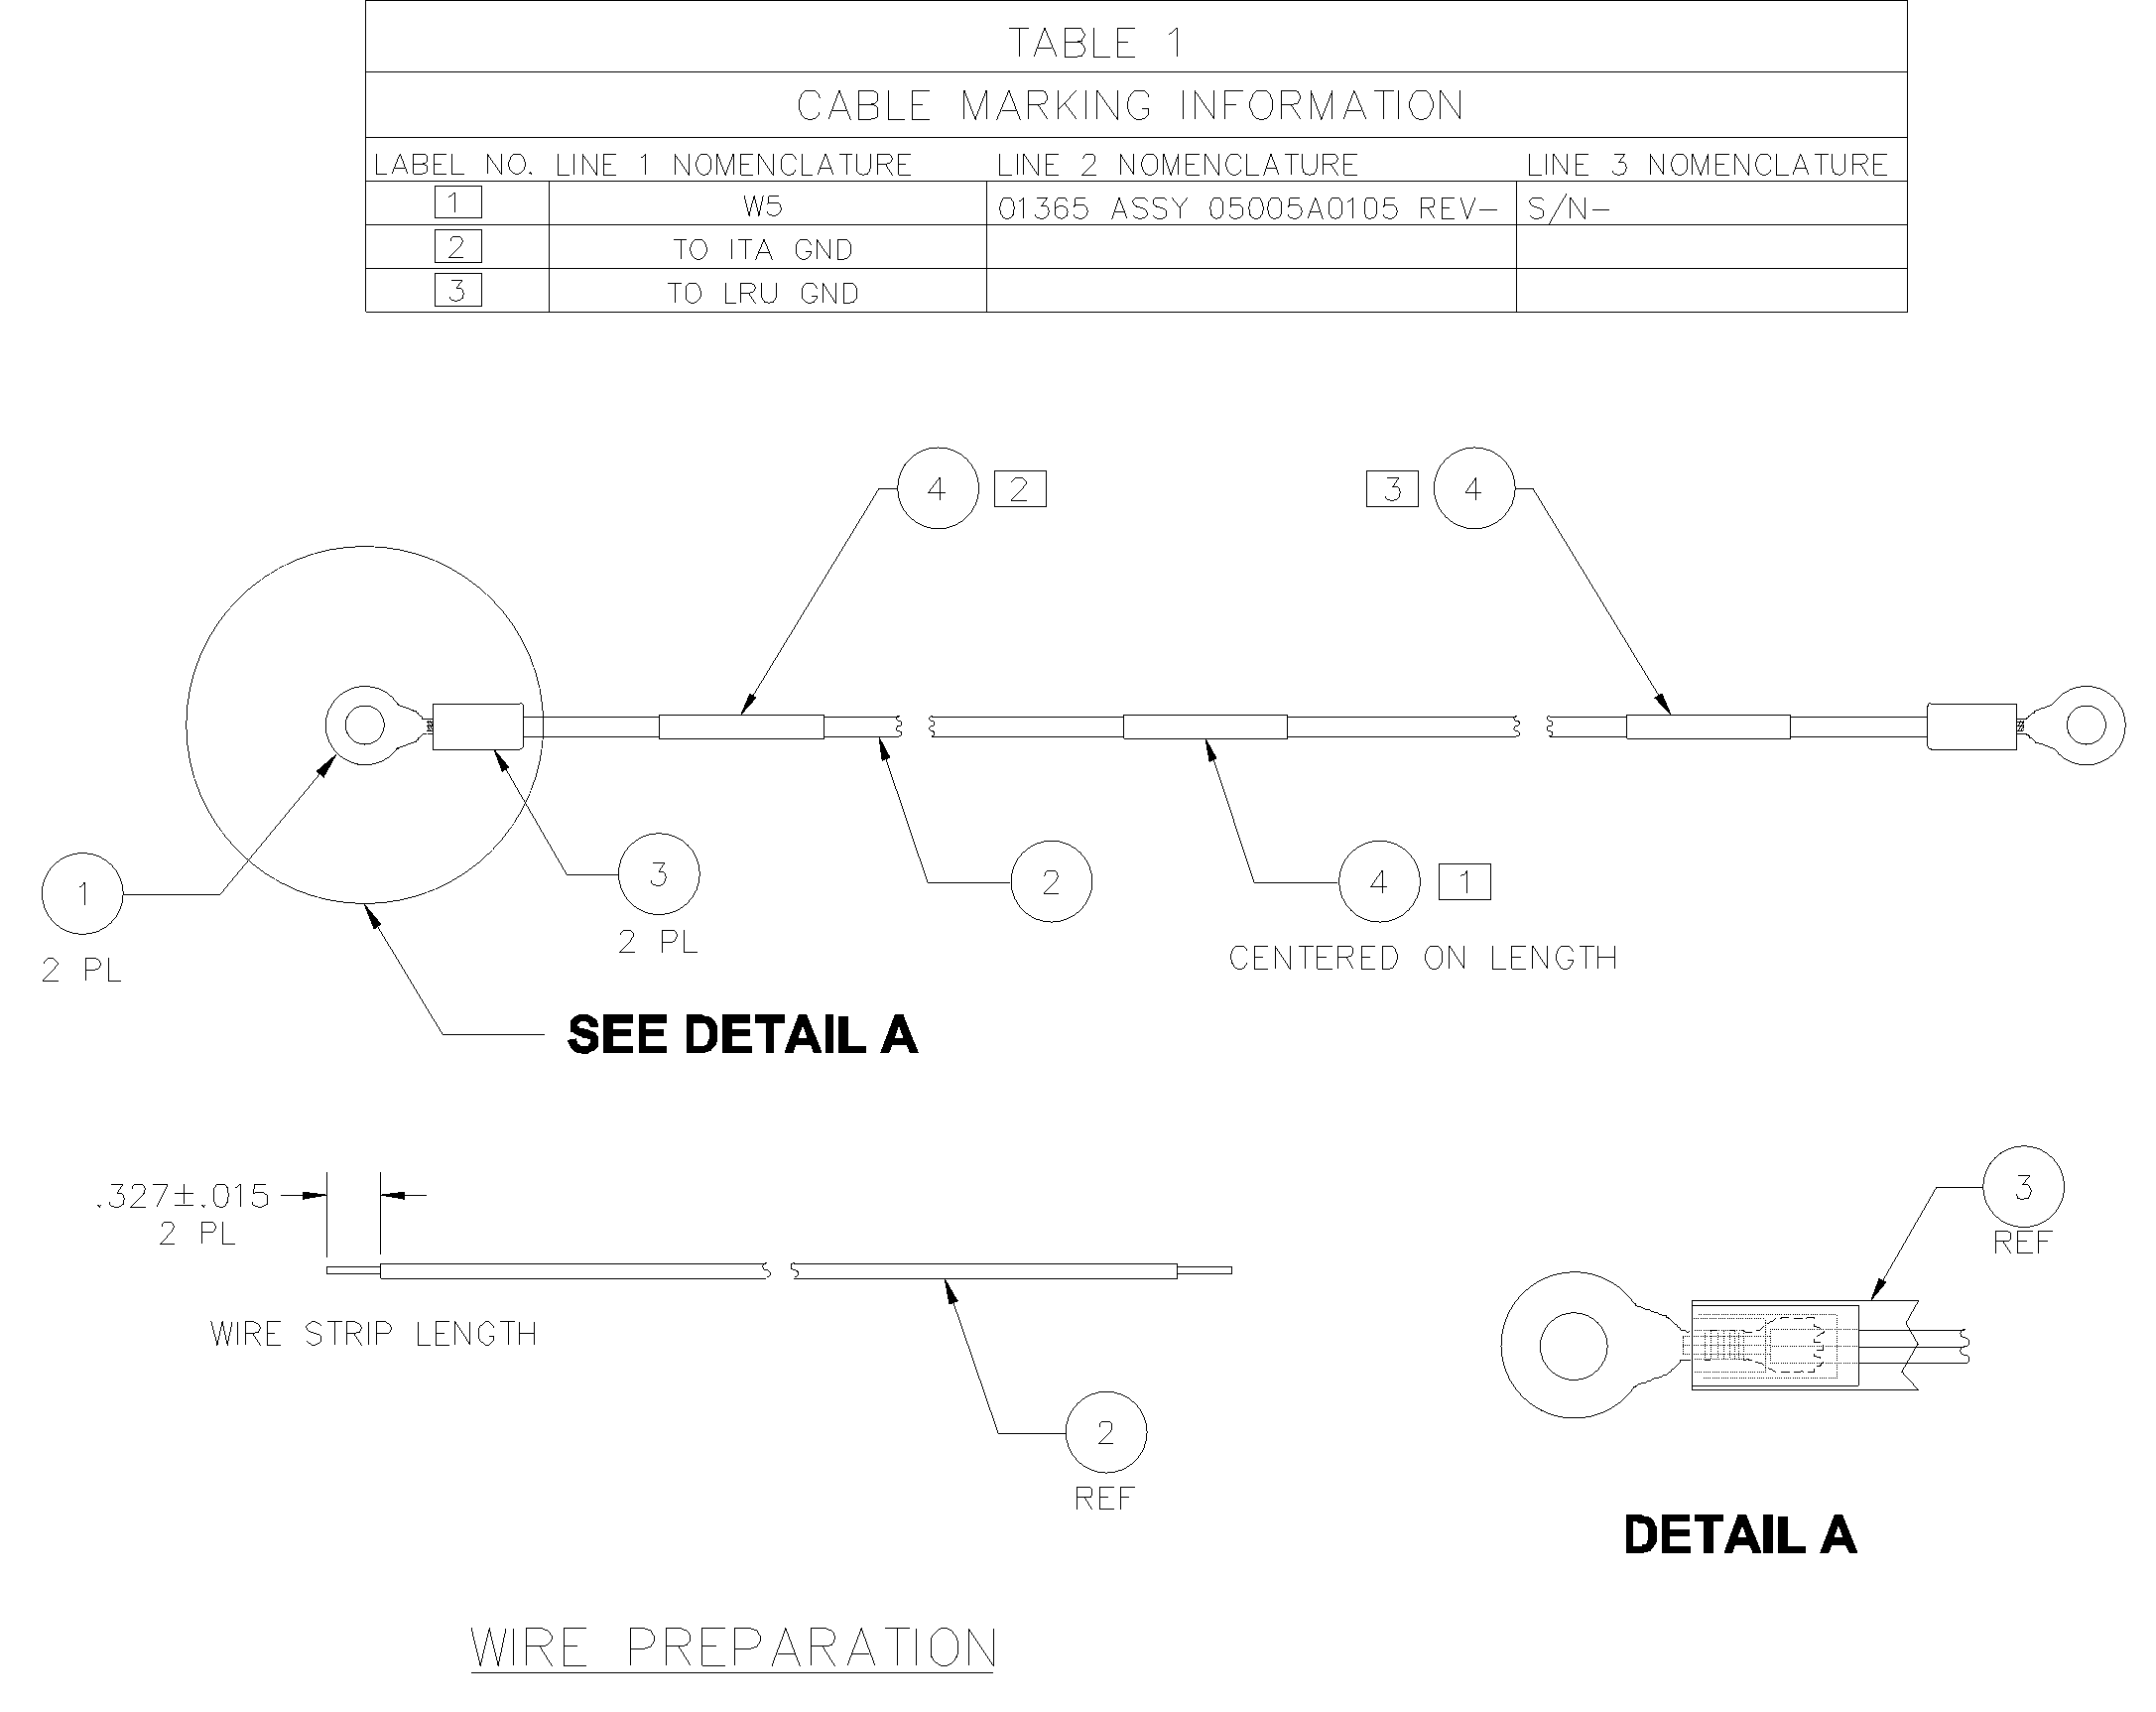 TABLE 1
CABLE MARKING INFORMATION
LABEL NO. LINE 1 NOMENCLATURE LINE 2 NOMENCLATURE LINE 3 NOMENCLATURE
1 W5 01365 ASSY 05005A0105 REV- S/N-
2 TO ITA GND
3 TO LRU GND
4 2 3 4
1
2 PL
3
2 PL
2
4 1
CENTERED ON LENGTH
SEE DETAIL A
.327±.015
2 PL
WIRE STRIP LENGTH
2
REF
3
REF
DETAIL A
WIRE PREPARATION